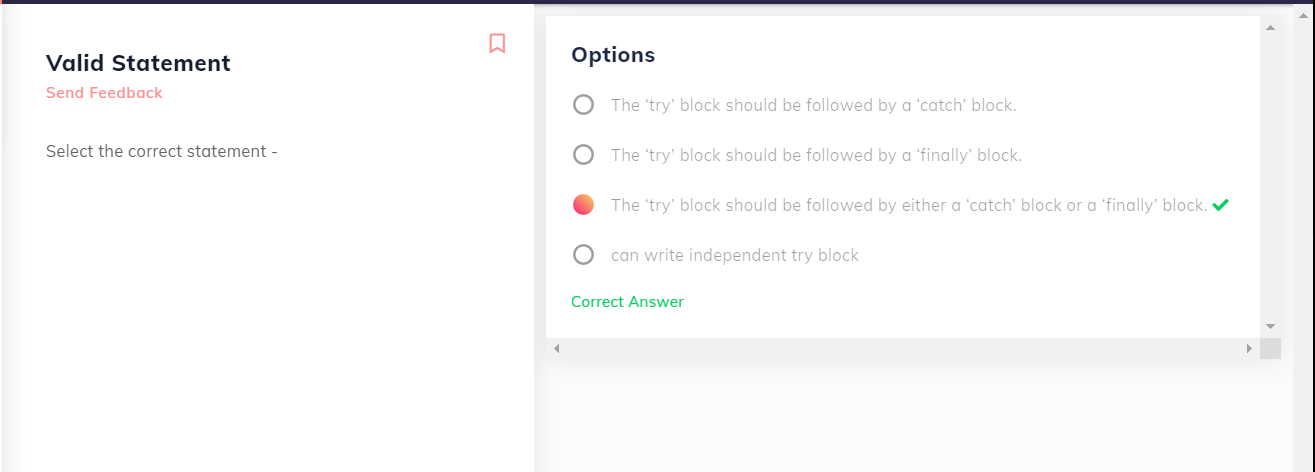 Valid Statement
Send Feedback
Select the correct statement -
Options
The ‘try’ block should be followed by a ‘catch’ block.
The ‘try’ block should be followed by a ‘finally’ block.
The ‘try’ block should be followed by either a ‘catch’ block or a ‘finally’ block.
can write independent try block
Correct Answer